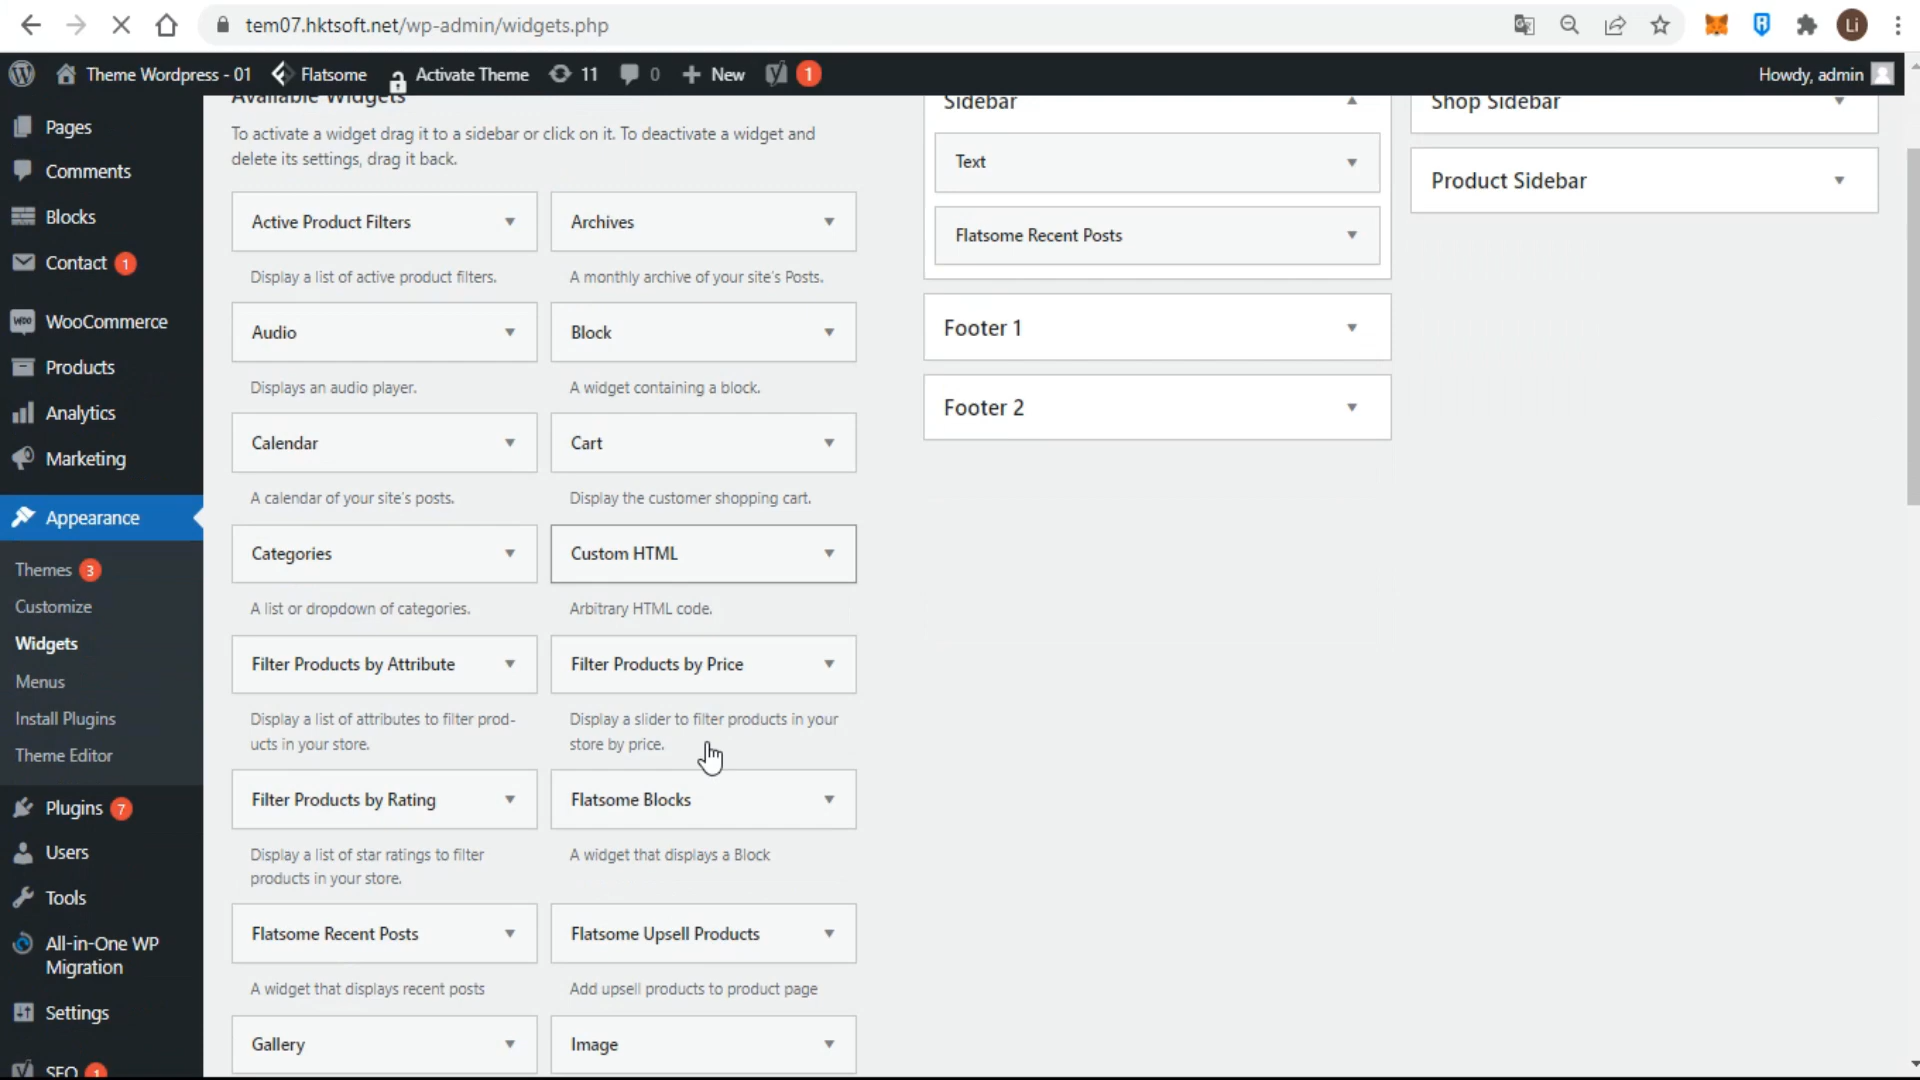 tem07.hktsoft.net/wp-admin/widgets.php
Li
Theme Wordpress - 01
Flatsome
Activate Theme
11
0
New
1
Howdy, admin
Pages
Comments
Blocks
Contact 1
WooCommerce
Products
Analytics
Marketing
Appearance
Themes 3
Customize
Widgets
Menus
Install Plugins
Theme Editor
Plugins 7
Users
Tools
All-in-One WP
Migration
Settings
SEO 1
Available Widgets
To activate a widget drag it to a sidebar or click on it. To deactivate a widget and
delete its settings, drag it back.
Active Product Filters
Display a list of active product filters.
Archives
A monthly archive of your site's Posts.
Audio
Displays an audio player.
Block
A widget containing a block.
Calendar
A calendar of your site's posts.
Cart
Display the customer shopping cart.
Categories
A list or dropdown of categories.
Custom HTML
Arbitrary HTML code.
Filter Products by Attribute
Display a list of attributes to filter prod-
ucts in your store.
Filter Products by Price
Display a slider to filter products in your
store by price.
Filter Products by Rating
Display a list of star ratings to filter
products in your store.
Flatsome Blocks
A widget that displays a Block
Flatsome Recent Posts
A widget that displays recent posts
Flatsome Upsell Products
Add upsell products to product page
Gallery
Image
Sidebar
Text
Flatsome Recent Posts
Footer 1
Footer 2
Shop Sidebar
Product Sidebar